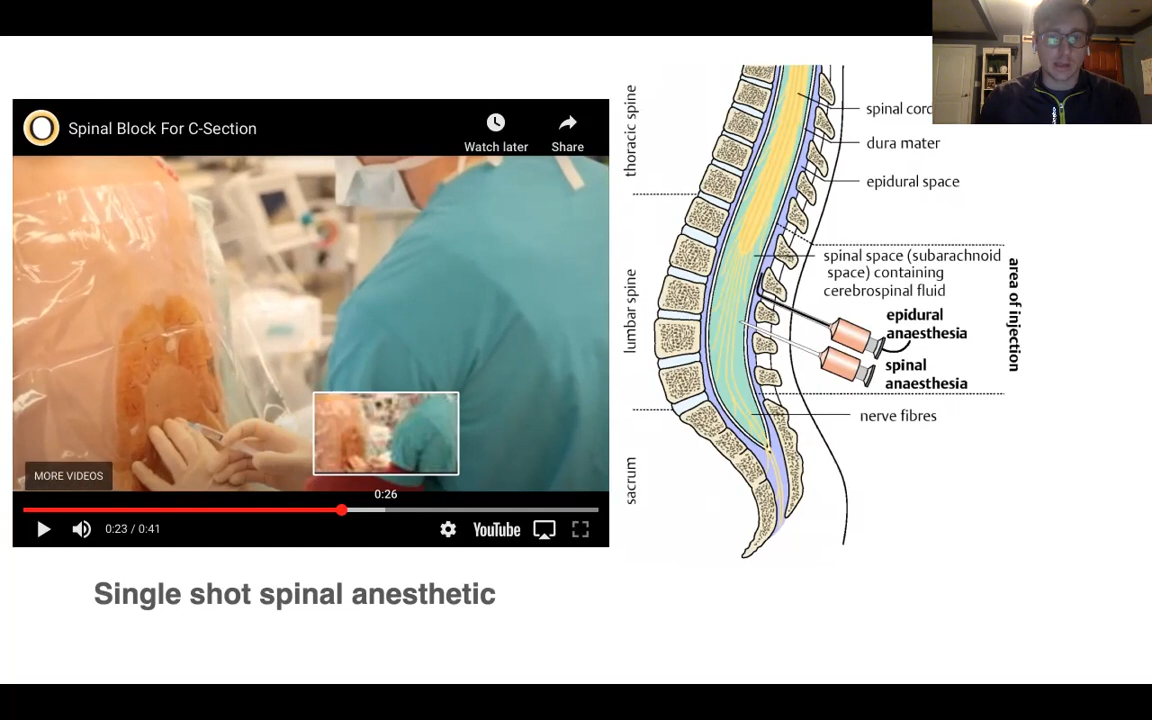 Spinal Block For C-Section
Watch later
Share
MORE VIDEOS
0:26
0:23 / 0:41
YouTube
Single shot spinal anesthetic
thoracic spine
lumbar spine
sacrum
spinal cord
dura mater
epidural space
spinal space (subarachnoid
space) containing
cerebrospinal fluid
epidural
anaesthesia
spinal
anaesthesia
nerve fibres
area of injection